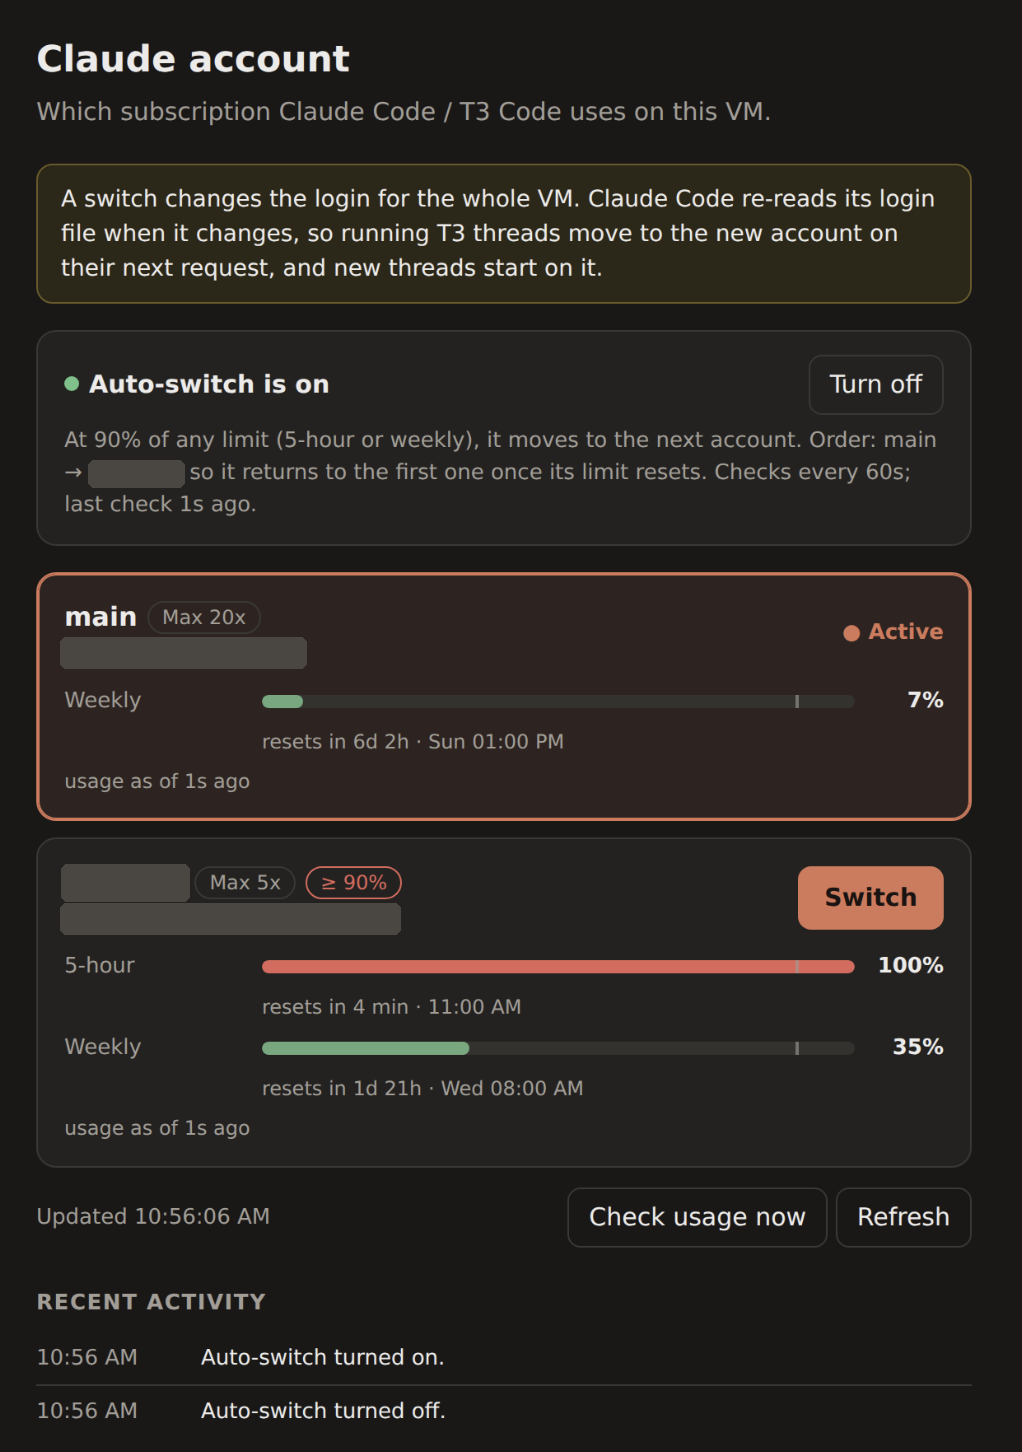 Claude account
Which subscription Claude Code / T3 Code uses on this VM.
A switch changes the login for the whole VM. Claude Code re-reads its login
file when it changes, so running T3 threads move to the new account on
their next request, and new threads start on it.
Auto-switch is on
Turn off
At 90% of any limit (5-hour or weekly), it moves to the next account. Order: main
→ so it returns to the first one once its limit resets. Checks every 60s;
last check 1s ago.
main Max 20x
Active
Weekly 7%
resets in 6d 2h · Sun 01:00 PM
usage as of 1s ago
Max 5x ≥ 90%
Switch
5-hour 100%
resets in 4 min · 11:00 AM
Weekly 35%
resets in 1d 21h · Wed 08:00 AM
usage as of 1s ago
Updated 10:56:06 AM Check usage now Refresh
RECENT ACTIVITY
10:56 AM Auto-switch turned on.
10:56 AM Auto-switch turned off.